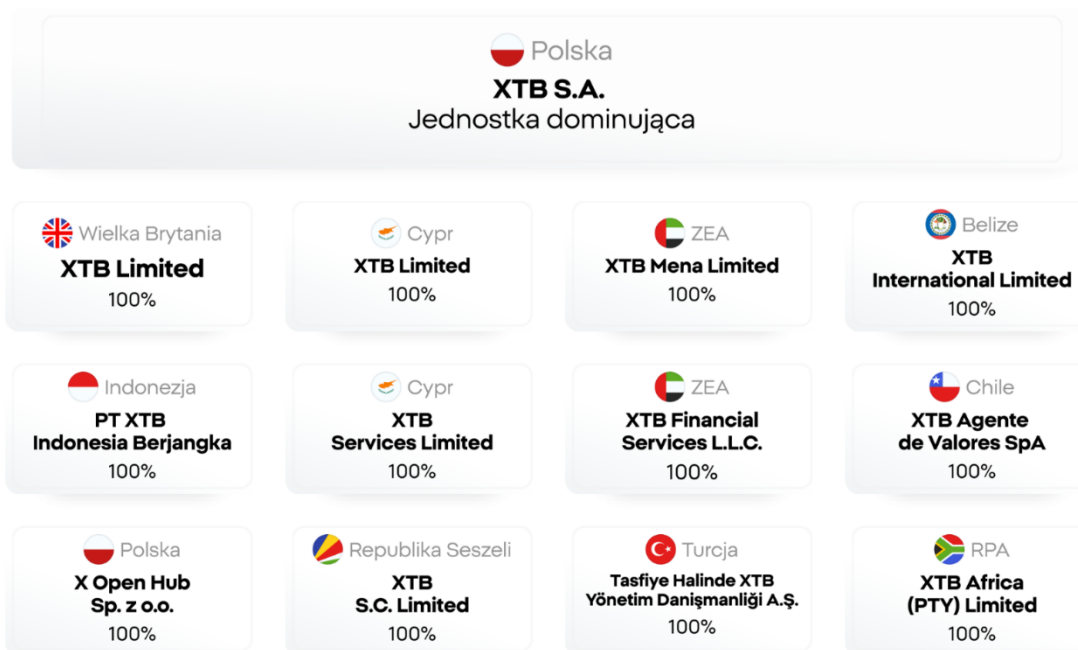 Polska
XTB S.A.
Jednostka dominująca
Wielka Brytania
XTB Limited
100%
Cypr
XTB Limited
100%
ZEA
XTB Mena Limited
100%
Belize
XTB
International Limited
100%
Indonezja
PT XTB
Indonesia Berjangka
100%
Cypr
XTB
Services Limited
100%
ZEA
XTB Financial
Services L.L.C.
100%
Chile
XTB Agente
de Valores SpA
100%
Polska
X Open Hub
Sp. z o.o.
100%
Republika Seszeli
XTB
S.C. Limited
100%
Turcja
Tasfiye Halinde XTB
Yönetim Danişmanliği A.Ş.
100%
RPA
XTB Africa
(PTY) Limited
100%